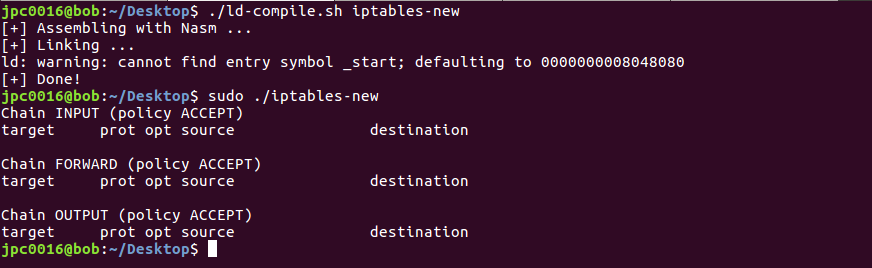 jpc0016@bob:~/Desktop$ ./ld-compile.sh iptables-new
[+] Assembling with Nasm ...
[+] Linking ...
ld: warning: cannot find entry symbol _start; defaulting to 0000000008048080
[+] Done!
jpc0016@bob:~/Desktop$ sudo ./iptables-new
Chain INPUT (policy ACCEPT)
target     prot opt source               destination
Chain FORWARD (policy ACCEPT)
target     prot opt source               destination
Chain OUTPUT (policy ACCEPT)
target     prot opt source               destination
jpc0016@bob:~/Desktop$